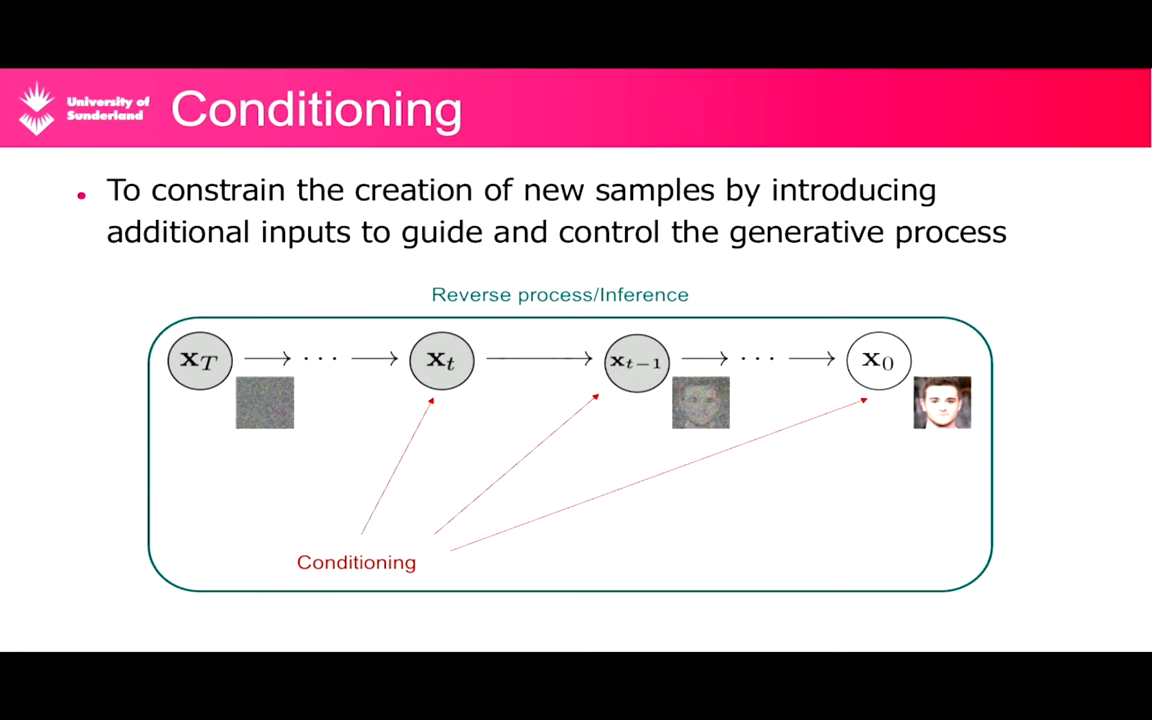 University of
Sunderland
Conditioning
• To constrain the creation of new samples by introducing
additional inputs to guide and control the generative process
Reverse process/Inference
x_T ··· x_t x_{t−1} ··· x_0
Conditioning